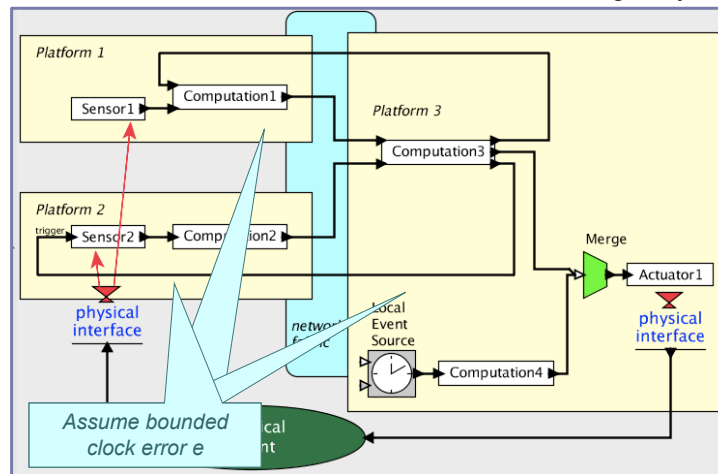 Platform 1
Computation1
Sensor1
Platform 3
Computation3
Platform 2
trigger
Sensor2
Merge
Actuator1
physical
interface
physical
interface
Local
Event
Source
Computation4
Assume bounded
clock error e